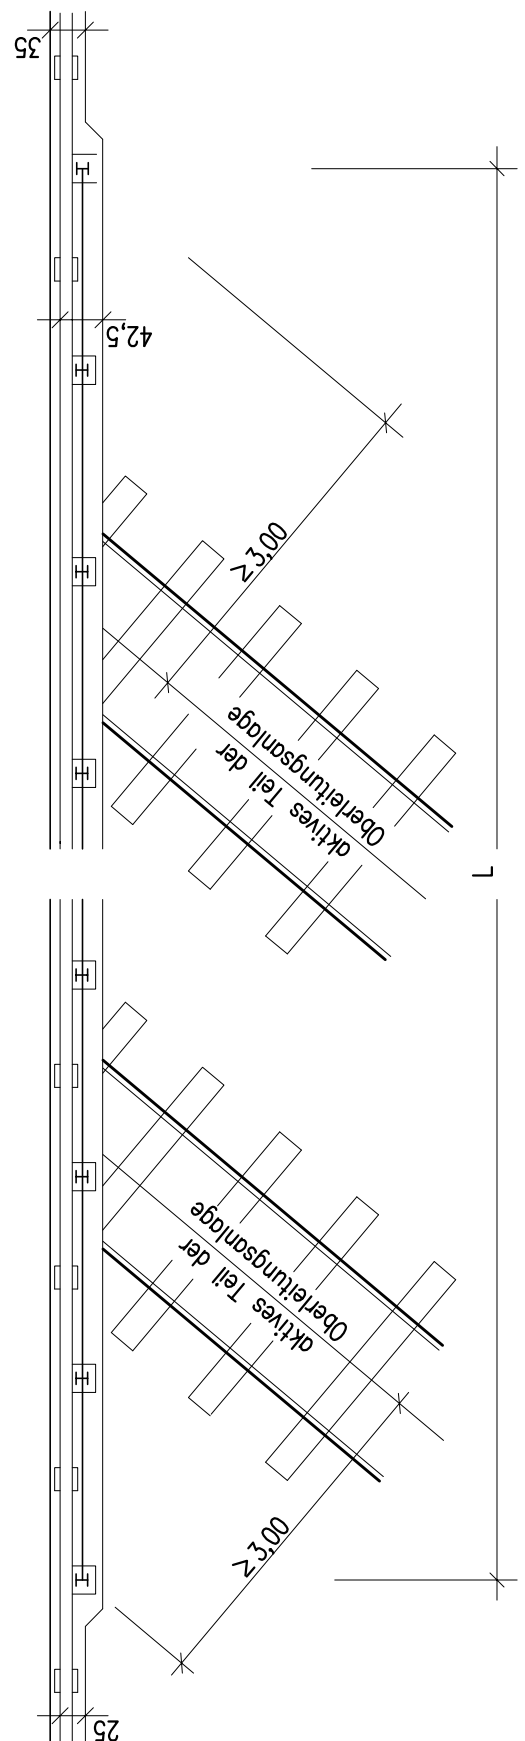 35
42,5
≥ 3,00
aktives Teil der
Oberleitungsanlage
L
aktives Teil der
Oberleitungsanlage
≥ 3,00
25